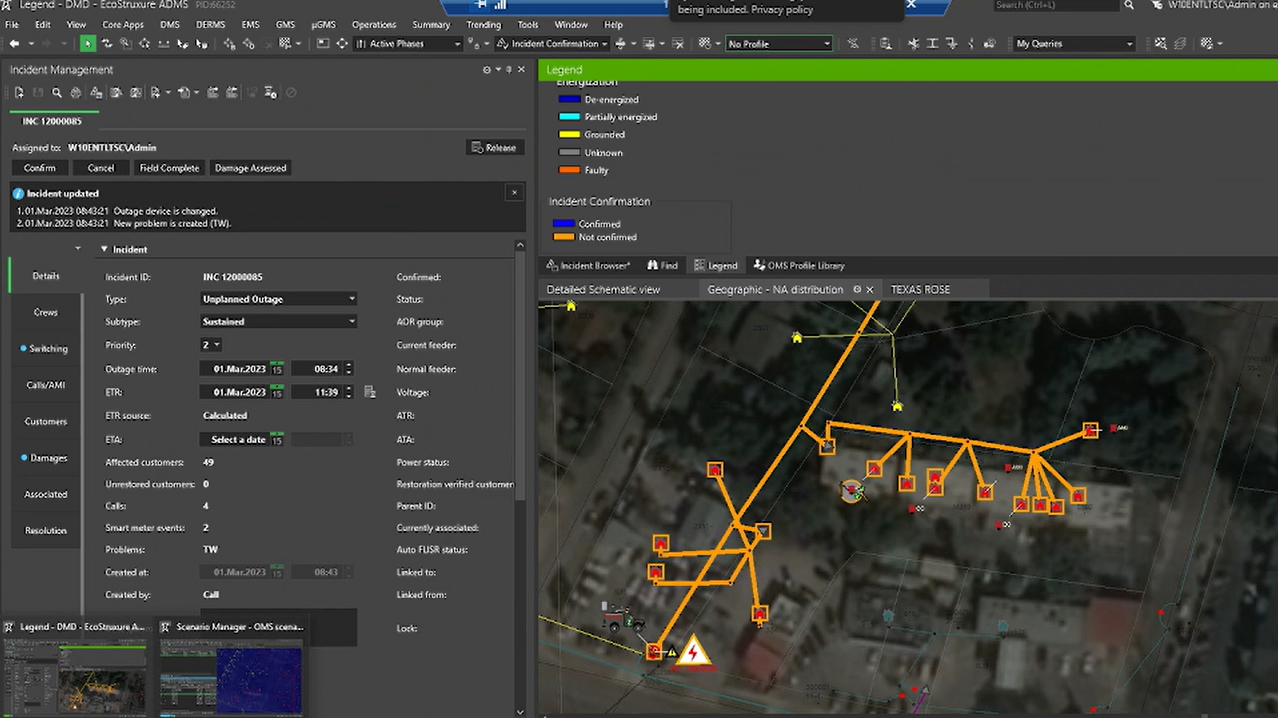 Legend - DMD - EcoStruxure ADMS PID:66252
being included. Privacy policy
Search (Ctrl+L)
W10ENTLTSC\Admin on e
File Edit View Core Apps DMS DERMS EMS GMS µGMS Operations Summary Trending Tools Window Help
Active Phases
Incident Confirmation
No Profile
My Queries
Incident Management
INC 12000085
Assigned to: W10ENTLTSC\Admin
Release
Confirm Cancel Field Complete Damage Assessed
Incident updated
1. 01.Mar.2023 08:43:21 Outage device is changed.
2. 01.Mar.2023 08:43:21 New problem is created (TW).
Incident
Details
Crews
Switching
Calls/AMI
Customers
Damages
Associated
Resolution
Incident ID: INC 12000085 Confirmed:
Type: Unplanned Outage Status:
Subtype: Sustained AOR group:
Priority: 2 Current feeder:
Outage time: 01.Mar.2023 15 08:34 Normal feeder:
ETR: 01.Mar.2023 15 11:39 Voltage:
ETR source: Calculated ATR:
ETA: Select a date 15 ATA:
Affected customers: 49 Power status:
Unrestored customers: 0 Restoration verified customer
Calls: 4 Parent ID:
Smart meter events: 2 Currently associated:
Problems: TW Auto FLISR status:
Created at: 01.Mar.2023 15 08:43 Linked to:
Created by: Call Linked from:
Lock:
Legend - DMD - EcoStruxure A...
Scenario Manager - OMS scena...
Legend
Energization
De-energized
Partially energized
Grounded
Unknown
Faulty
Incident Confirmation
Confirmed
Not confirmed
Incident Browser* Find Legend OMS Profile Library
Detailed Schematic view Geographic - NA distribution TEXAS ROSE